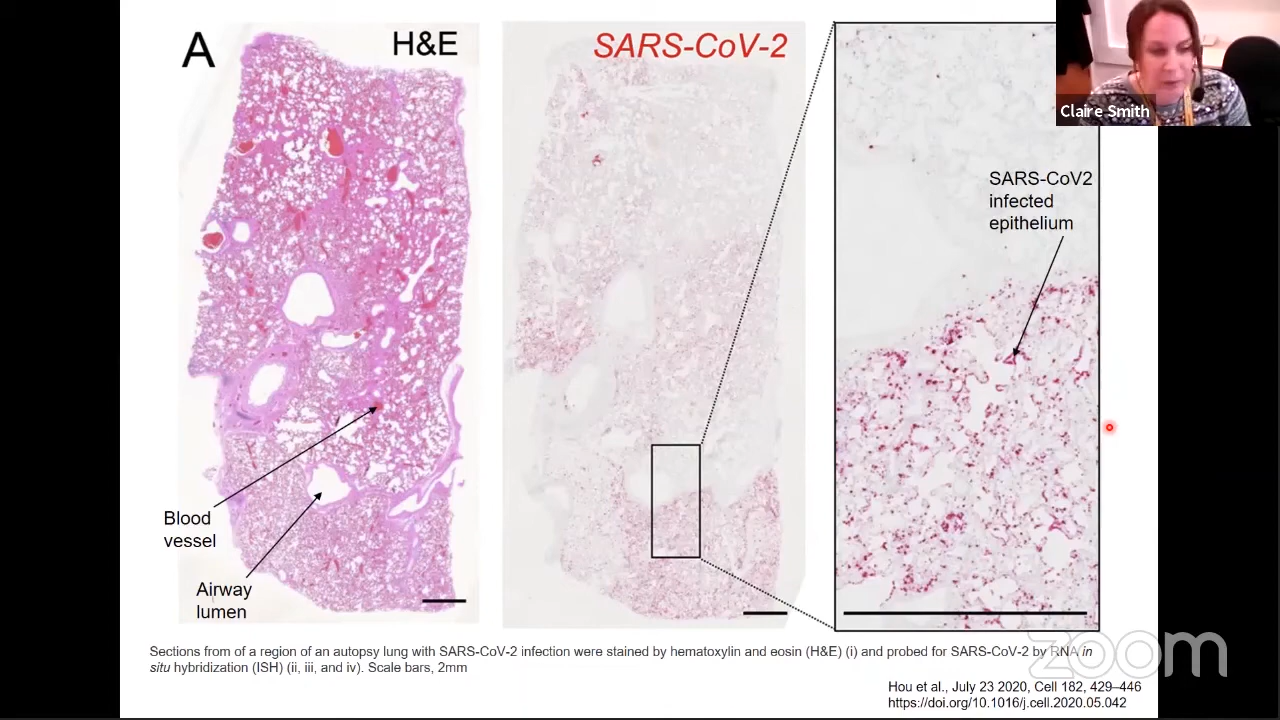 A
H&E
SARS-CoV-2
Claire Smith
SARS-CoV2
infected
epithelium
Blood
vessel
Airway
lumen
Sections from of a region of an autopsy lung with SARS-CoV-2 infection were stained by hematoxylin and eosin (H&E) (i) and probed for SARS-CoV-2 by RNA in
situ hybridization (ISH) (ii, iii, and iv). Scale bars, 2mm
zoom
Hou et al., July 23 2020, Cell 182, 429–446
https://doi.org/10.1016/j.cell.2020.05.042